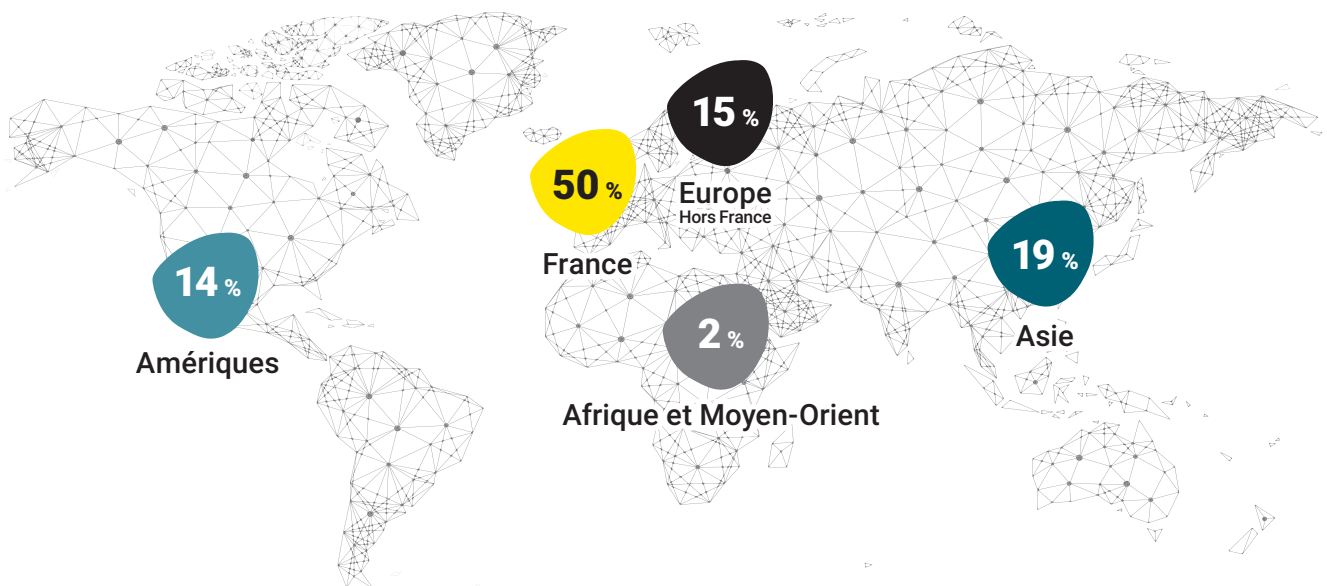 15 %
Europe
Hors France
50 %
France
19 %
Asie
14 %
Amériques
2 %
Afrique et Moyen-Orient